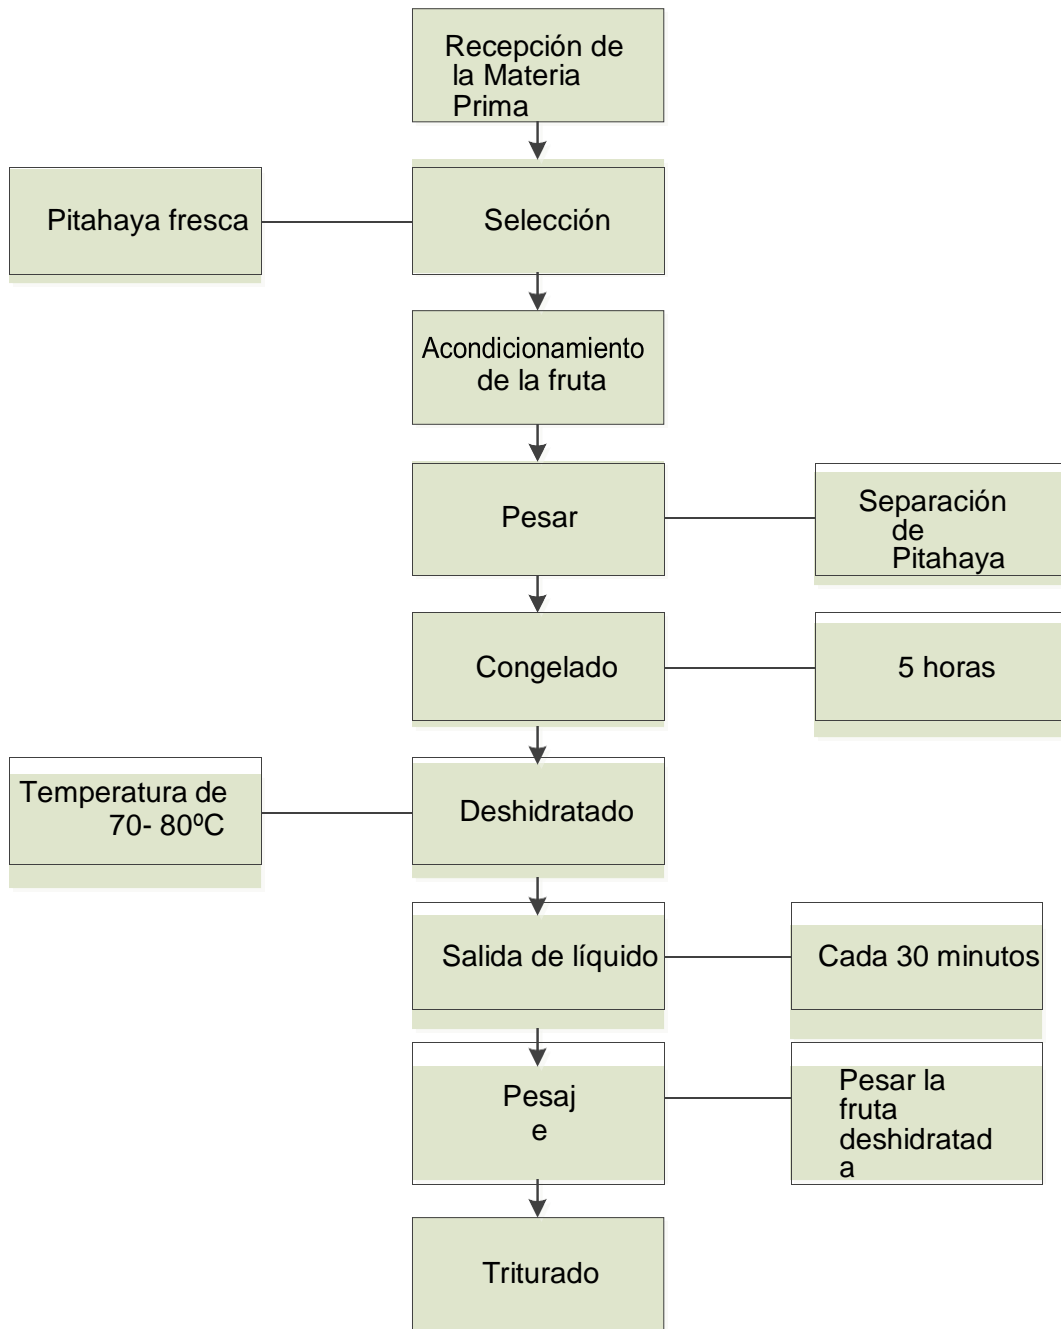 Recepción de
la Materia
Prima
Pitahaya fresca
Selección
Acondicionamiento
de la fruta
Pesar
Separación
de
Pitahaya
Congelado
5 horas
Temperatura de
70- 80ºC
Deshidratado
Salida de líquido
Cada 30 minutos
Pesaj
e
Pesar la
fruta
deshidratad
a
Triturado